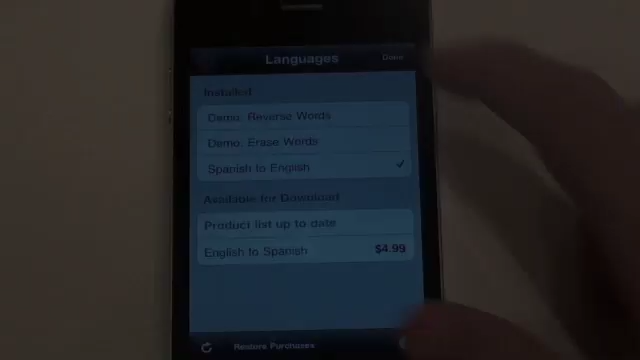 Languages
Done
Installed
Demo: Reverse Words
Demo: Erase Words
Spanish to English
Available for Download
Product list up to date
English to Spanish $4.99
Restore Purchases